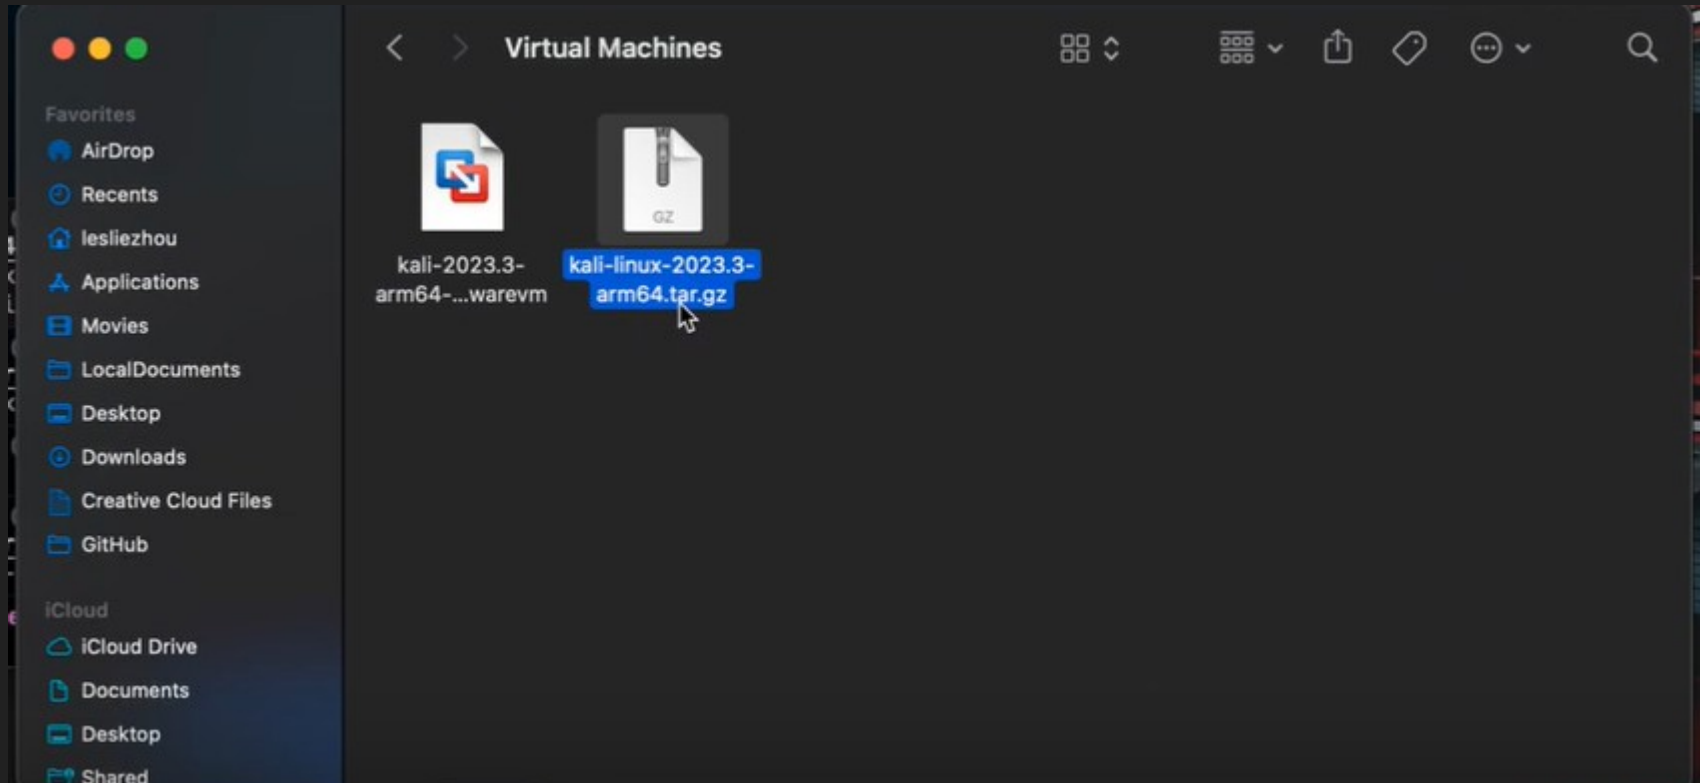 Virtual Machines
Favorites
AirDrop
Recents
lesliezhou
Applications
Movies
LocalDocuments
Desktop
Downloads
Creative Cloud Files
GitHub
iCloud
iCloud Drive
Documents
Desktop
Shared
kali-2023.3-
arm64-...warevm
GZ
kali-linux-2023.3-
arm64.tar.gz